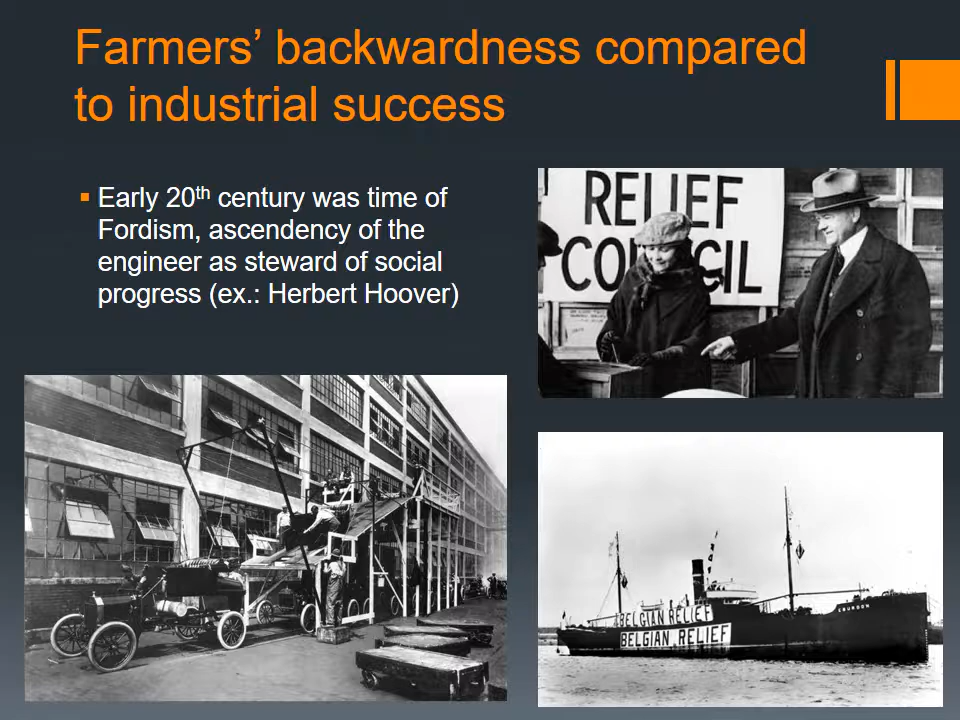 Farmers’ backwardness compared
to industrial success
▪ Early 20th century was time of
Fordism, ascendency of the
engineer as steward of social
progress (ex.: Herbert Hoover)
RELIEF
COUNCIL
BELGIAN RELIEF
BELGIAN RELIEF